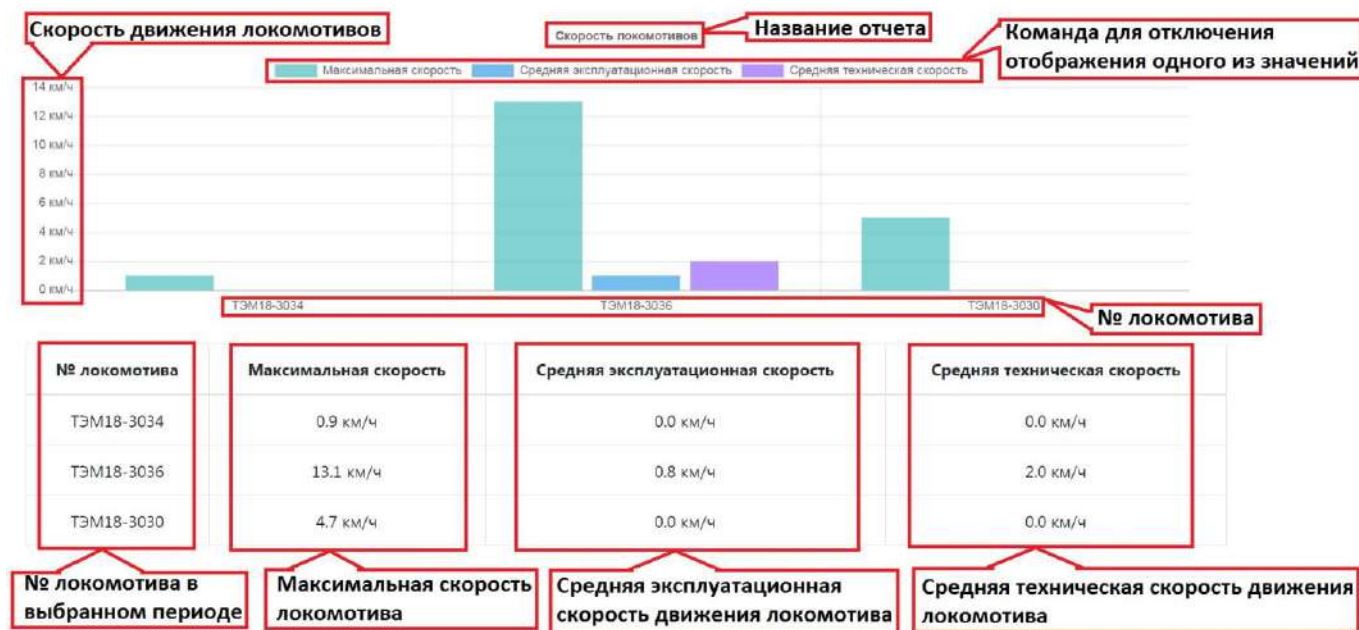 Скорость движения локомотивов
Скорость локомотивов
Название отчета
Команда для отключения
отображения одного из значений
Максимальная скорость
Средняя эксплуатационная скорость
Средняя техническая скорость
14 км/ч
12 км/ч
10 км/ч
8 км/ч
6 км/ч
4 км/ч
2 км/ч
0 км/ч
ТЭМ18-3034
ТЭМ18-3036
ТЭМ18-3030
№ локомотива
№ локомотива Максимальная скорость Средняя эксплуатационная скорость Средняя техническая скорость
ТЭМ18-3034 0.9 км/ч 0.0 км/ч 0.0 км/ч
ТЭМ18-3036 13.1 км/ч 0.8 км/ч 2.0 км/ч
ТЭМ18-3030 4.7 км/ч 0.0 км/ч 0.0 км/ч
№ локомотива в
выбранном периоде
Максимальная скорость
локомотива
Средняя эксплуатационная
скорость движения локомотива
Средняя техническая скорость движения
локомотива